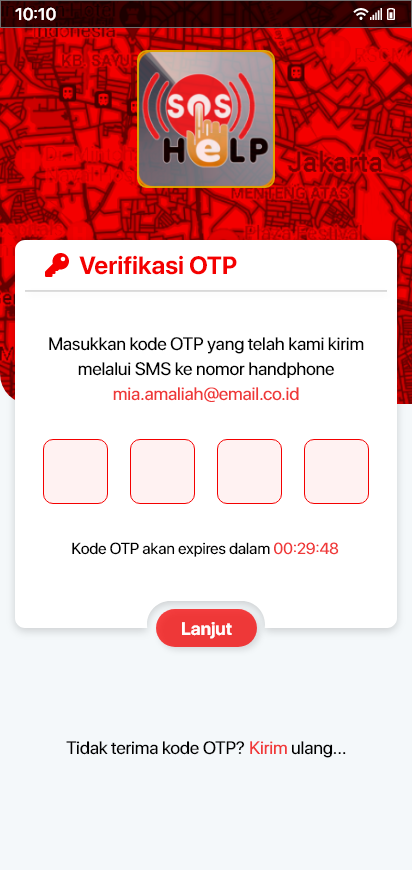 10:10
Indonesia
SOS
HeLP
Jakarta
MENTENG ATAS
Verifikasi OTP
Masukkan kode OTP yang telah kami kirim
melalui SMS ke nomor handphone
mia.amaliah@email.co.id
Kode OTP akan expires dalam 00:29:48
Lanjut
Tidak terima kode OTP? Kirim ulang...